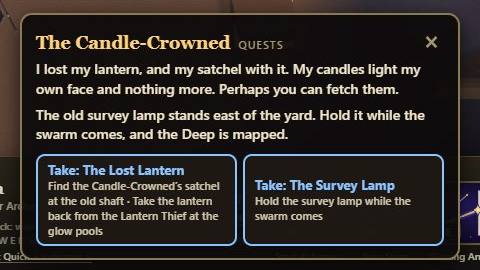 The Candle-Crowned QUESTS ×
I lost my lantern, and my satchel with it. My candles light my
own face and nothing more. Perhaps you can fetch them.
The old survey lamp stands east of the yard. Hold it while the
swarm comes, and the Deep is mapped.
Take: The Lost Lantern
Find the Candle-Crowned's satchel
at the old shaft · Take the lantern
back from the Lantern Thief at the
glow pools
Take: The Survey Lamp
Hold the survey lamp while the
swarm comes